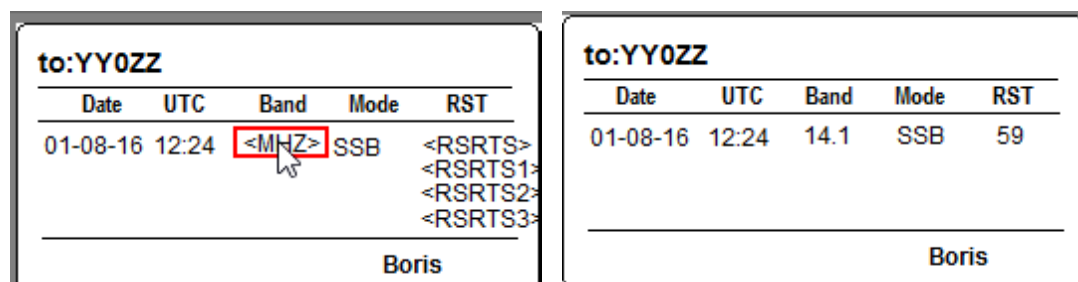 to:YY0ZZ
Date UTC Band Mode RST
01-08-16 12:24 <MHZ> SSB <RSRTS>
<RSRTS1>
<RSRTS2>
<RSRTS3>
Boris
to:YY0ZZ
Date UTC Band Mode RST
01-08-16 12:24 14.1 SSB 59
Boris